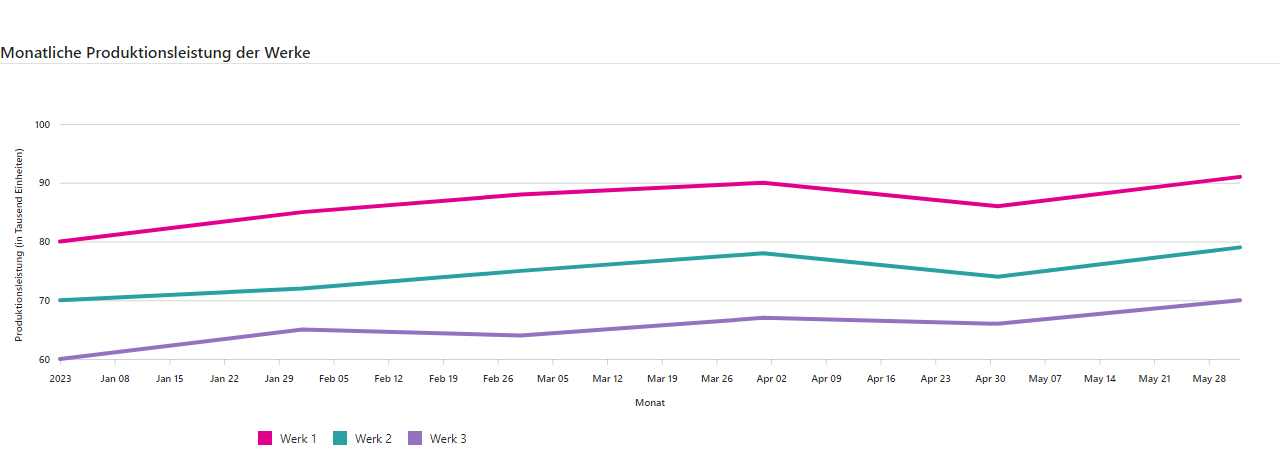 Monatliche Produktionsleistung der Werke
Produktionsleistung (in Tausend Einheiten)
100
90
80
70
60
2023 Jan 08 Jan 15 Jan 22 Jan 29 Feb 05 Feb 12 Feb 19 Feb 26 Mar 05 Mar 12 Mar 19 Mar 26 Apr 02 Apr 09 Apr 16 Apr 23 Apr 30 May 07 May 14 May 21 May 28
Monat
Werk 1 Werk 2 Werk 3